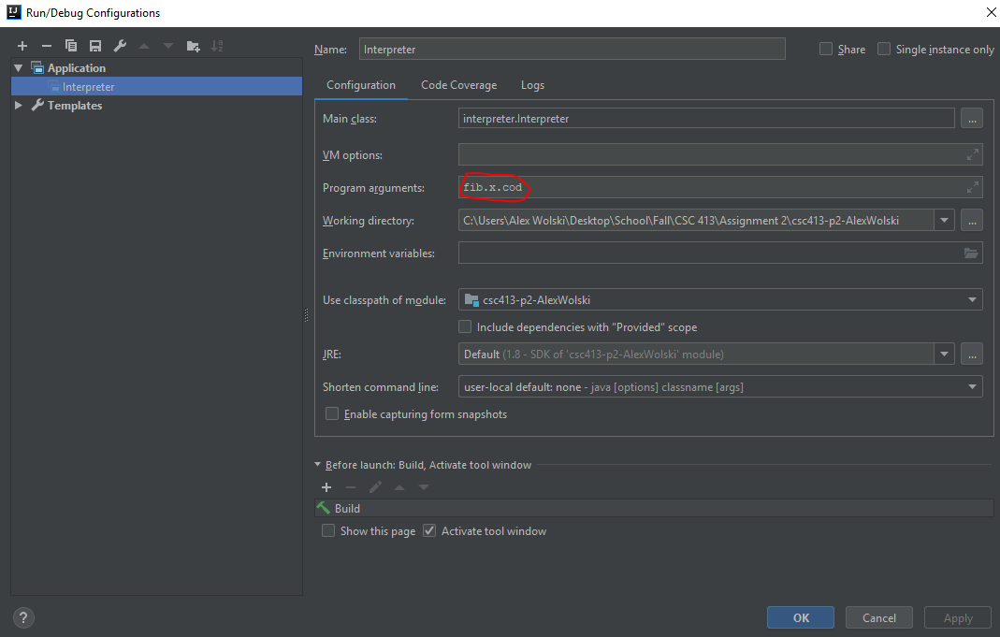 Run/Debug Configurations
Application
Interpreter
Templates
Name: Interpreter
Share
Single instance only
Configuration Code Coverage Logs
Main class: interpreter.Interpreter ...
VM options:
Program arguments: fib.x.cod
Working directory: C:\Users\Alex Wolski\Desktop\School\Fall\CSC 413\Assignment 2\csc413-p2-AlexWolski ...
Environment variables:
Use classpath of module: csc413-p2-AlexWolski
Include dependencies with "Provided" scope
JRE: Default (1.8 - SDK of 'csc413-p2-AlexWolski' module) ...
Shorten command line: user-local default: none - java [options] classname [args]
Enable capturing form snapshots
Before launch: Build, Activate tool window
Build
Show this page Activate tool window
? OK Cancel Apply